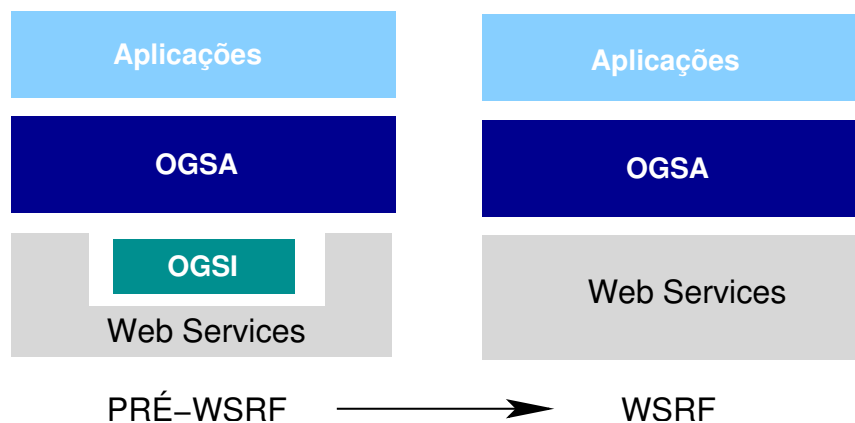 Aplicações
Aplicações
OGSA
OGSA
OGSI
Web Services
Web Services
PRÉ−WSRF
WSRF